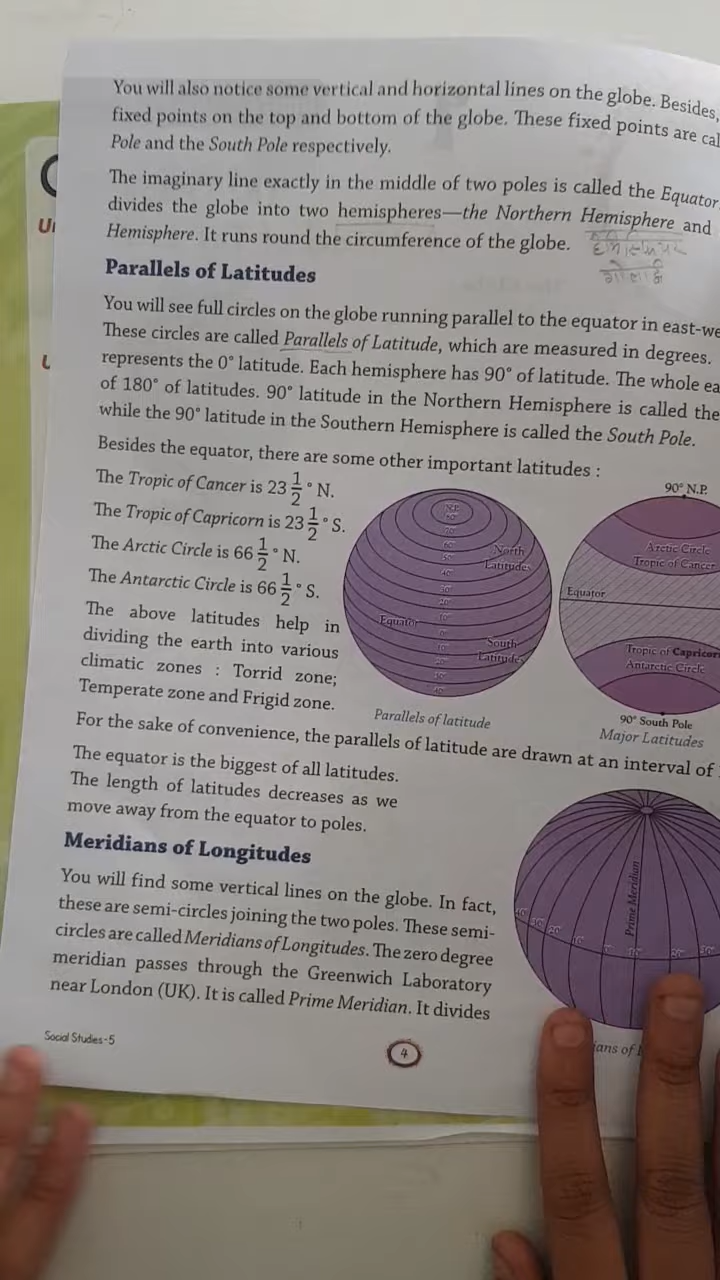 You will also notice some vertical and horizontal lines on the globe. Besides,
fixed points on the top and bottom of the globe. These fixed points are cal
Pole and the South Pole respectively.
The imaginary line exactly in the middle of two poles is called the Equator
divides the globe into two hemispheres—the Northern Hemisphere and
Hemisphere. It runs round the circumference of the globe.
Parallels of Latitudes
You will see full circles on the globe running parallel to the equator in east-we
These circles are called Parallels of Latitude, which are measured in degrees.
represents the 0° latitude. Each hemisphere has 90° of latitude. The whole ea
of 180° of latitudes. 90° latitude in the Northern Hemisphere is called the
while the 90° latitude in the Southern Hemisphere is called the South Pole.
Besides the equator, there are some other important latitudes :
The Tropic of Cancer is 23 1/2° N.
The Tropic of Capricorn is 23 1/2° S.
The Arctic Circle is 66 1/2° N.
The Antarctic Circle is 66 1/2° S.
The above latitudes help in
dividing the earth into various
climatic zones : Torrid zone;
Temperate zone and Frigid zone.
N.P.
North
Latitudes
Equator
South
Latitudes
Parallels of latitude
90° N.P.
Arctic Circle
Tropic of Cancer
Equator
Tropic of Capricor
Antarctic Circle
90° South Pole
Major Latitudes
For the sake of convenience, the parallels of latitude are drawn at an interval of
The equator is the biggest of all latitudes.
The length of latitudes decreases as we
move away from the equator to poles.
Meridians of Longitudes
You will find some vertical lines on the globe. In fact,
these are semi-circles joining the two poles. These semi-
circles are called Meridians of Longitudes. The zero degree
meridian passes through the Greenwich Laboratory
near London (UK). It is called Prime Meridian. It divides
Prime Meridian
ians of
Social Studies-5
4